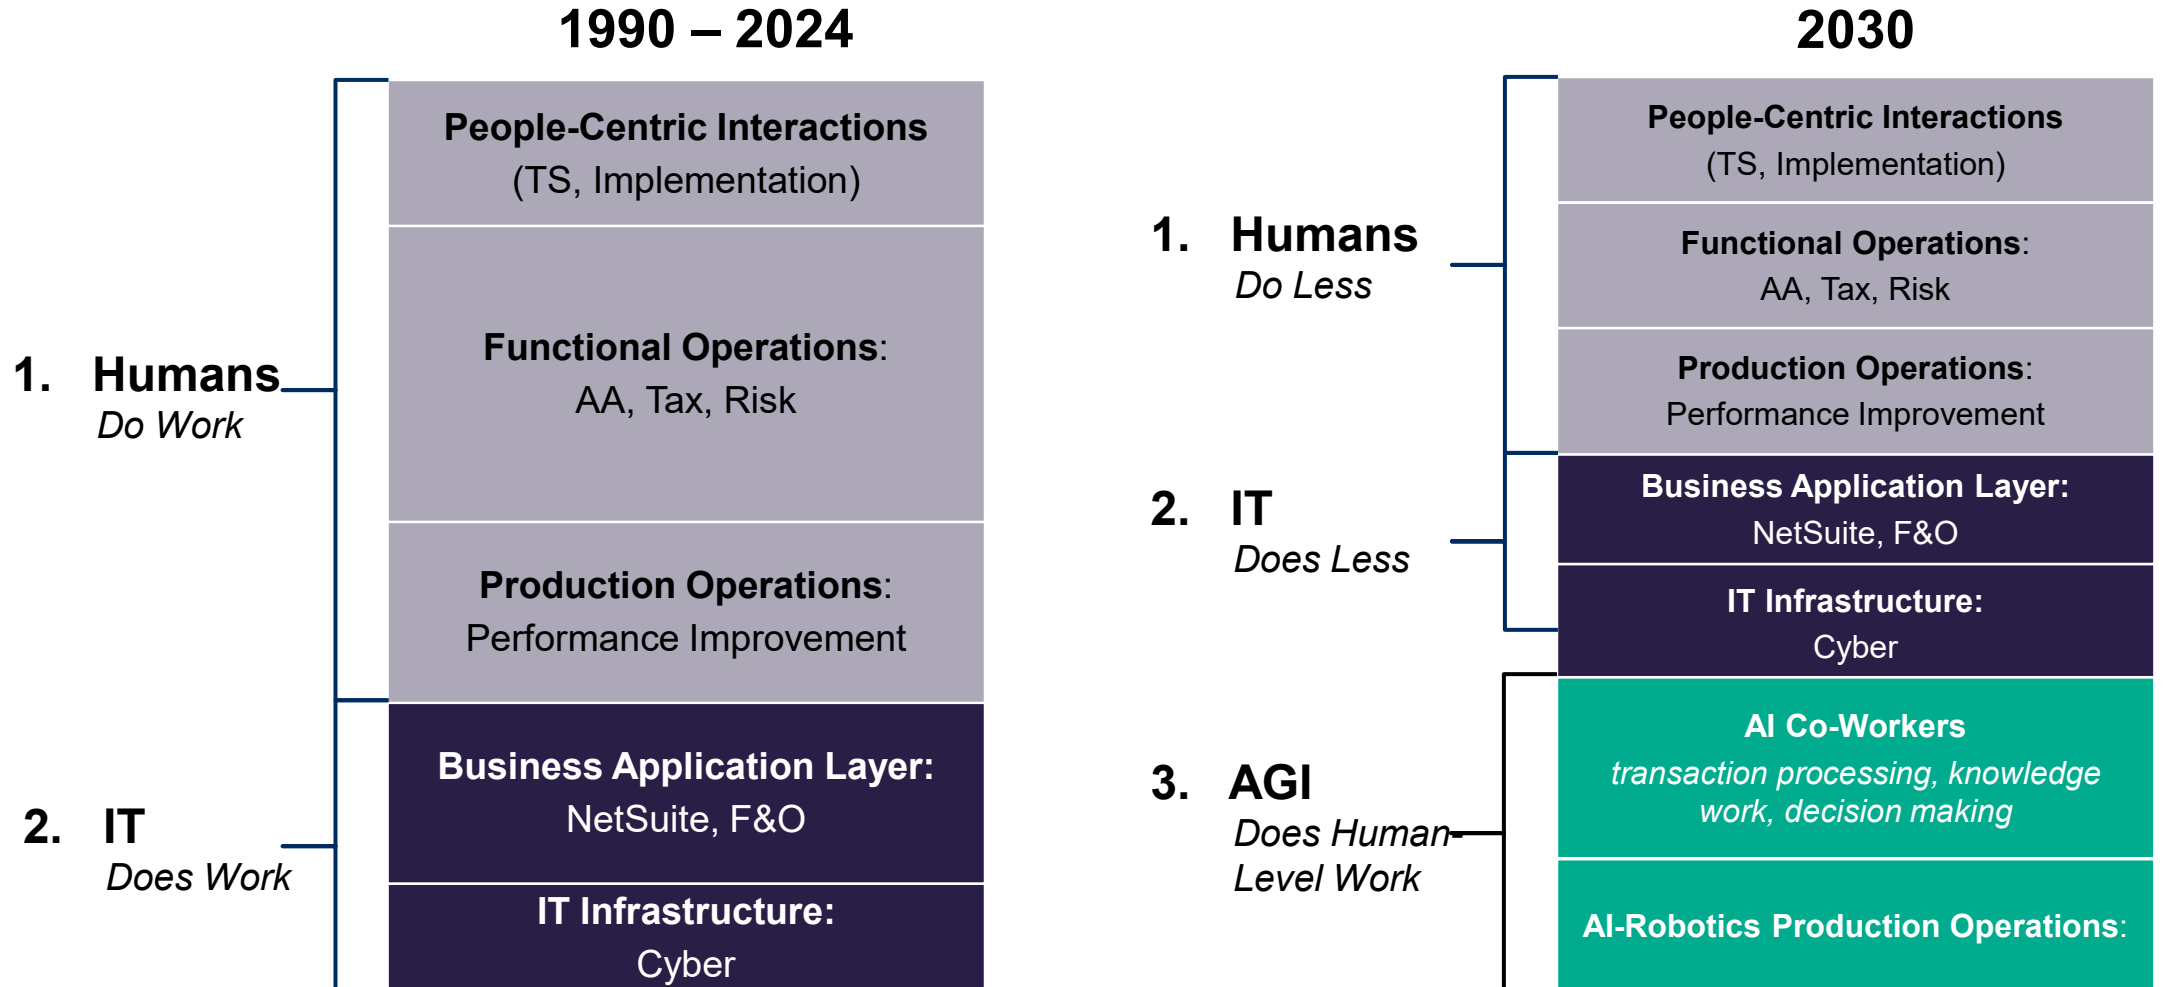 1990 – 2024
People-Centric Interactions
(TS, Implementation)
Functional Operations:
AA, Tax, Risk
1. Humans
Do Work
Production Operations:
Performance Improvement
Business Application Layer:
NetSuite, F&O
2. IT
Does Work
IT Infrastructure:
Cyber
2030
People-Centric Interactions
(TS, Implementation)
1. Humans
Do Less
Functional Operations:
AA, Tax, Risk
Production Operations:
Performance Improvement
2. IT
Does Less
Business Application Layer:
NetSuite, F&O
IT Infrastructure:
Cyber
3. AGI
Does Human-
Level Work
AI Co-Workers
transaction processing, knowledge
work, decision making
AI-Robotics Production Operations: